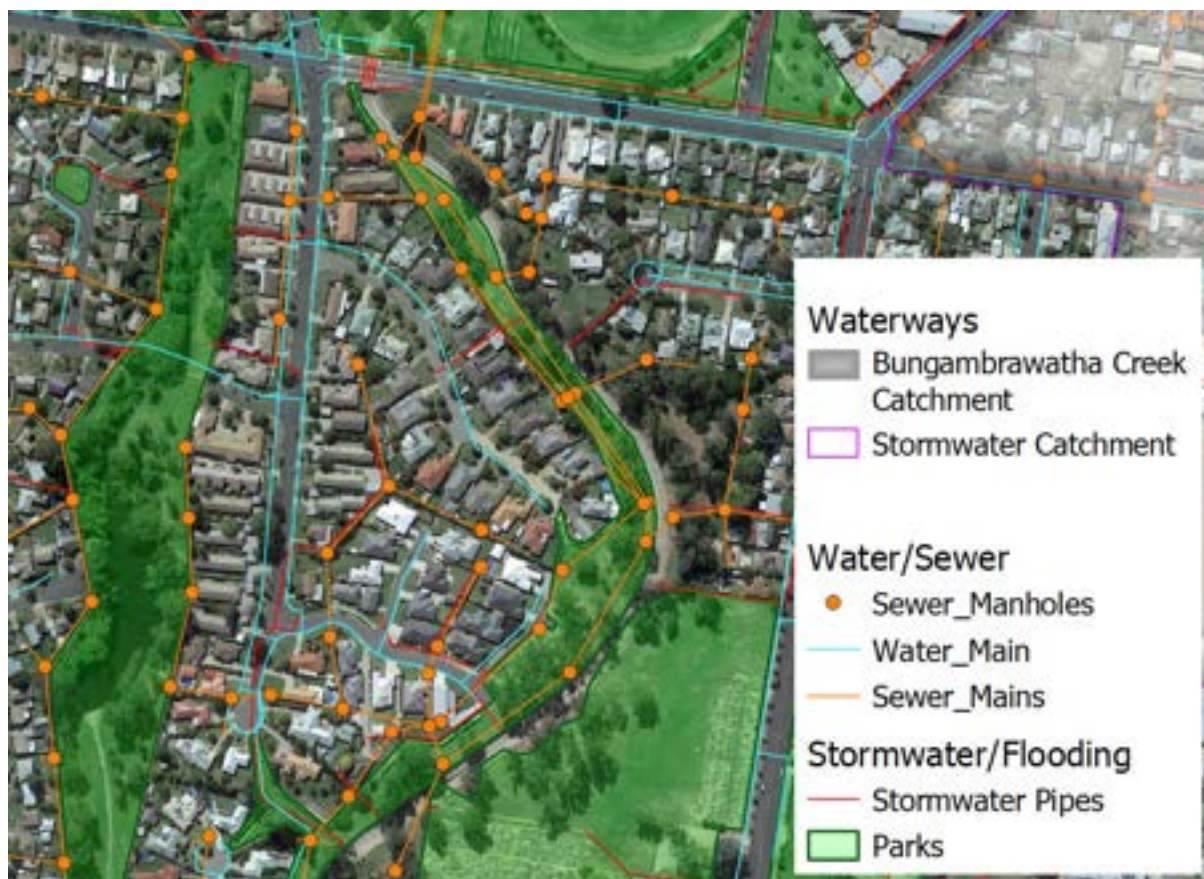 Waterways
Bungambrawatha Creek
Catchment
Stormwater Catchment
Water/Sewer
Sewer_Manholes
Water_Main
Sewer_Mains
Stormwater/Flooding
Stormwater Pipes
Parks